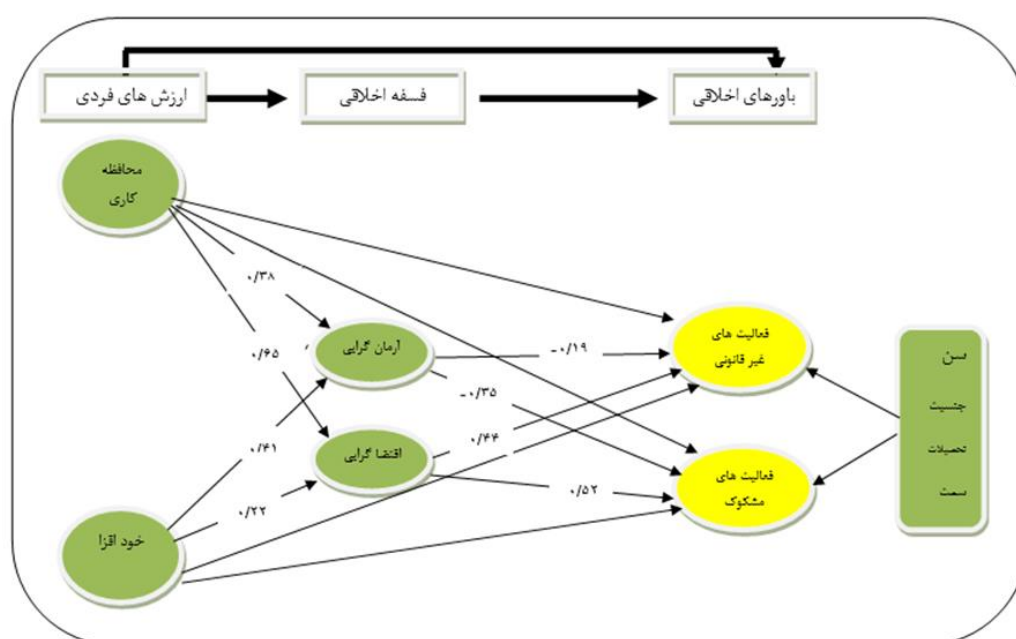 ارزش های فردی
فسفه اخلاقی
باورهای اخلاقی
محافظه
کاری
۰/۳۸
۰/۶۵
آرمان گرایی
-۰/۱۹
-۰/۳۵
فعالیت های
غیر قانونی
سن
جنسیت
تحصیلات
سمت
۰/۴۱
اقتضا گرایی
۰/۴۴
۰/۵۲
فعالیت های
مشکوک
۰/۲۲
خود افزا